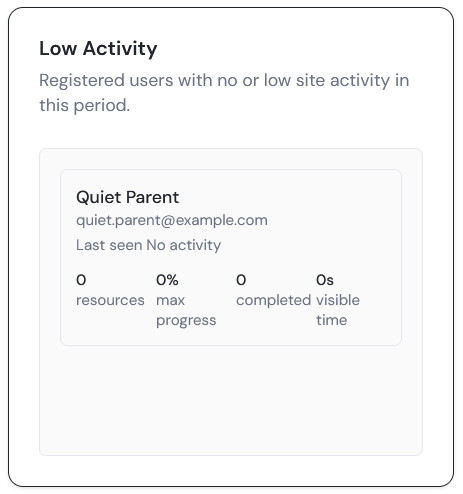 Low Activity
Registered users with no or low site activity in
this period.
Quiet Parent
quiet.parent@example.com
Last seen No activity
0 0% 0 0s
resources max completed visible
progress time